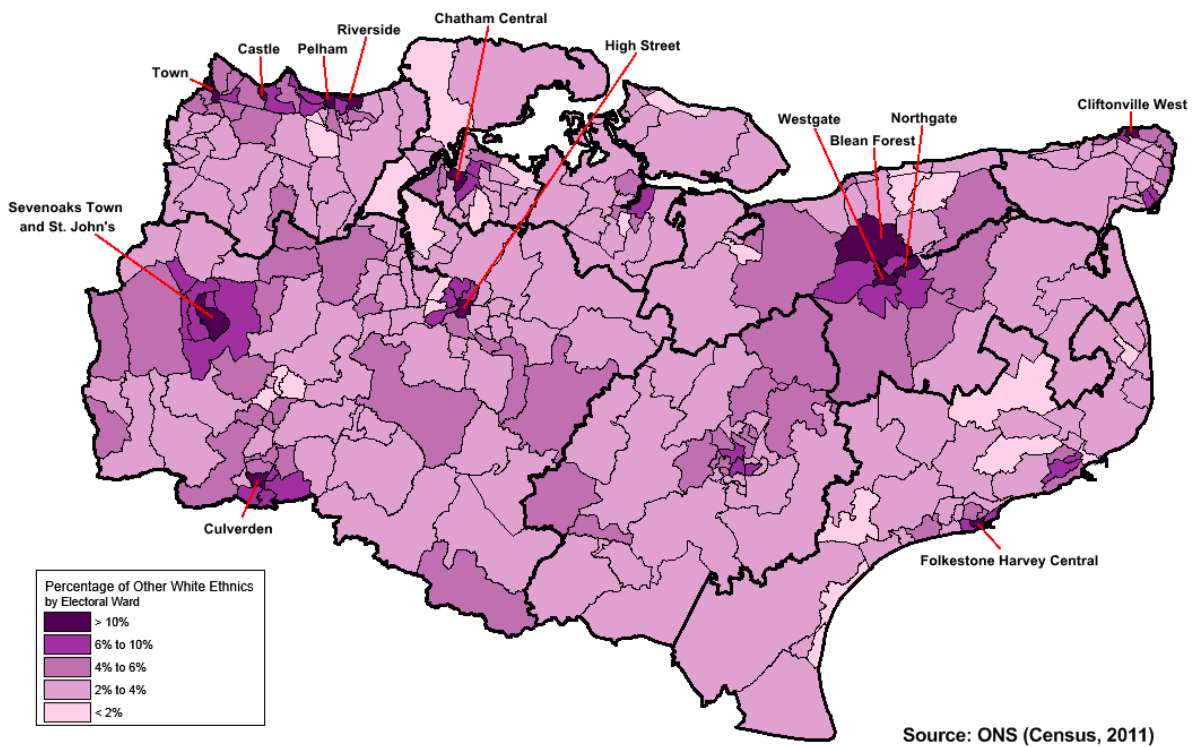 Chatham Central
Riverside
High Street
Pelham
Castle
Town
Cliftonville West
Northgate
Westgate
Blean Forest
Sevenoaks Town
and St. John's
Culverden
Folkestone Harvey Central
Percentage of Other White Ethnics
by Electoral Ward
> 10%
6% to 10%
4% to 6%
2% to 4%
< 2%
Source: ONS (Census, 2011)